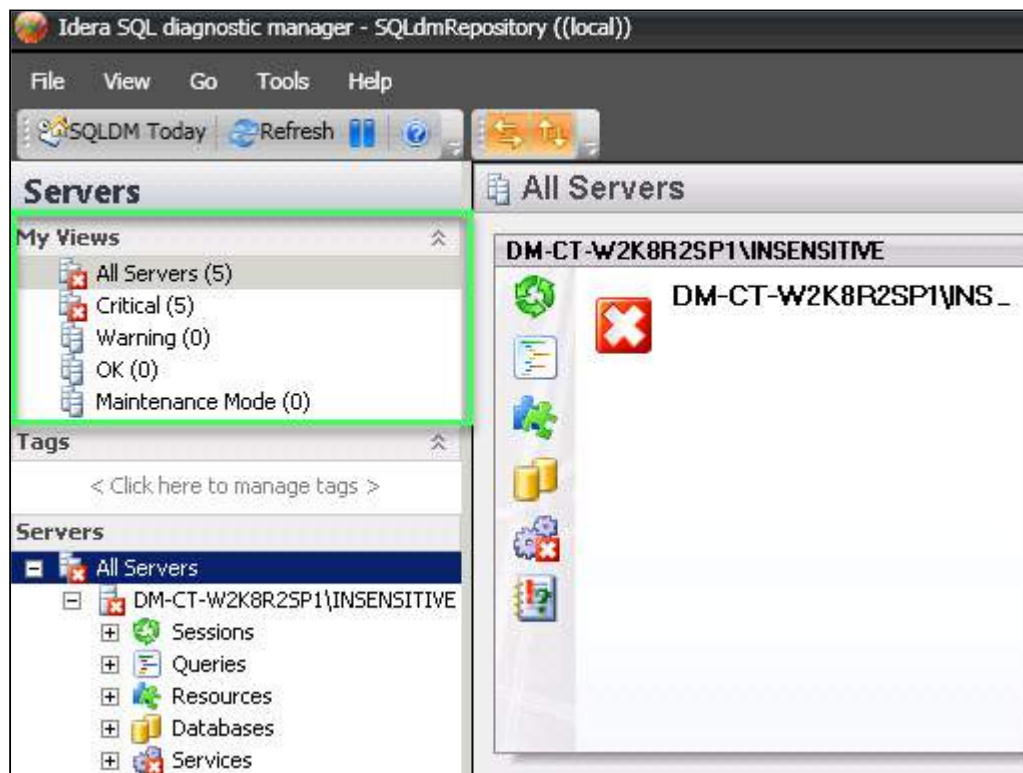 Idera SQL diagnostic manager - SQLdmRepository ((local))
File View Go Tools Help
SQLDM Today Refresh
Servers
All Servers
My Views
All Servers (5)
Critical (5)
Warning (0)
OK (0)
Maintenance Mode (0)
Tags
< Click here to manage tags >
Servers
All Servers
DM-CT-W2K8R2SP1\INSENSITIVE
Sessions
Queries
Resources
Databases
Services
DM-CT-W2K8R2SP1\INSENSITIVE
DM-CT-W2K8R2SP1\INS...